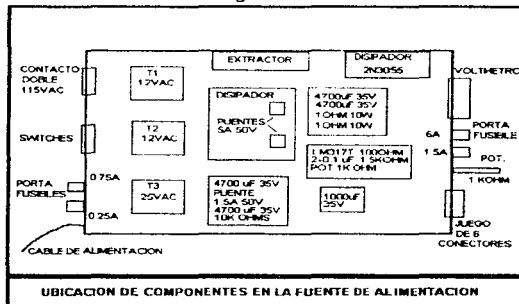 EXTRACTOR
DISIPADOR
2N3055
CONTACTO
DOBLE
115VAC
T1
12VAC
DISIPADOR
PUENTES
5A 50V
4700uF 35V
4700uF 35V
1 OHM 10W
1 OHM 10W
VOLTMETRO
SWITCHES
T2
12VAC
6A
PORTA
FUSIBLE
1.5A
LM317T 100OHM
2-0.1 uF 1.5KOHM
POT 1K OHM
POT.
1 KOHM
0.75A
PORTA
FUSIBLES
0.25A
T3
25VAC
4700 uF 35V
PUENTE
1.5A 50V
4700 uF 35V
10K OHMS
1000uF
35V
JUEGO
DE 6
CONECTORES
CABLE DE ALIMENTACION
UBICACION DE COMPONENTES EN LA FUENTE DE ALIMENTACION